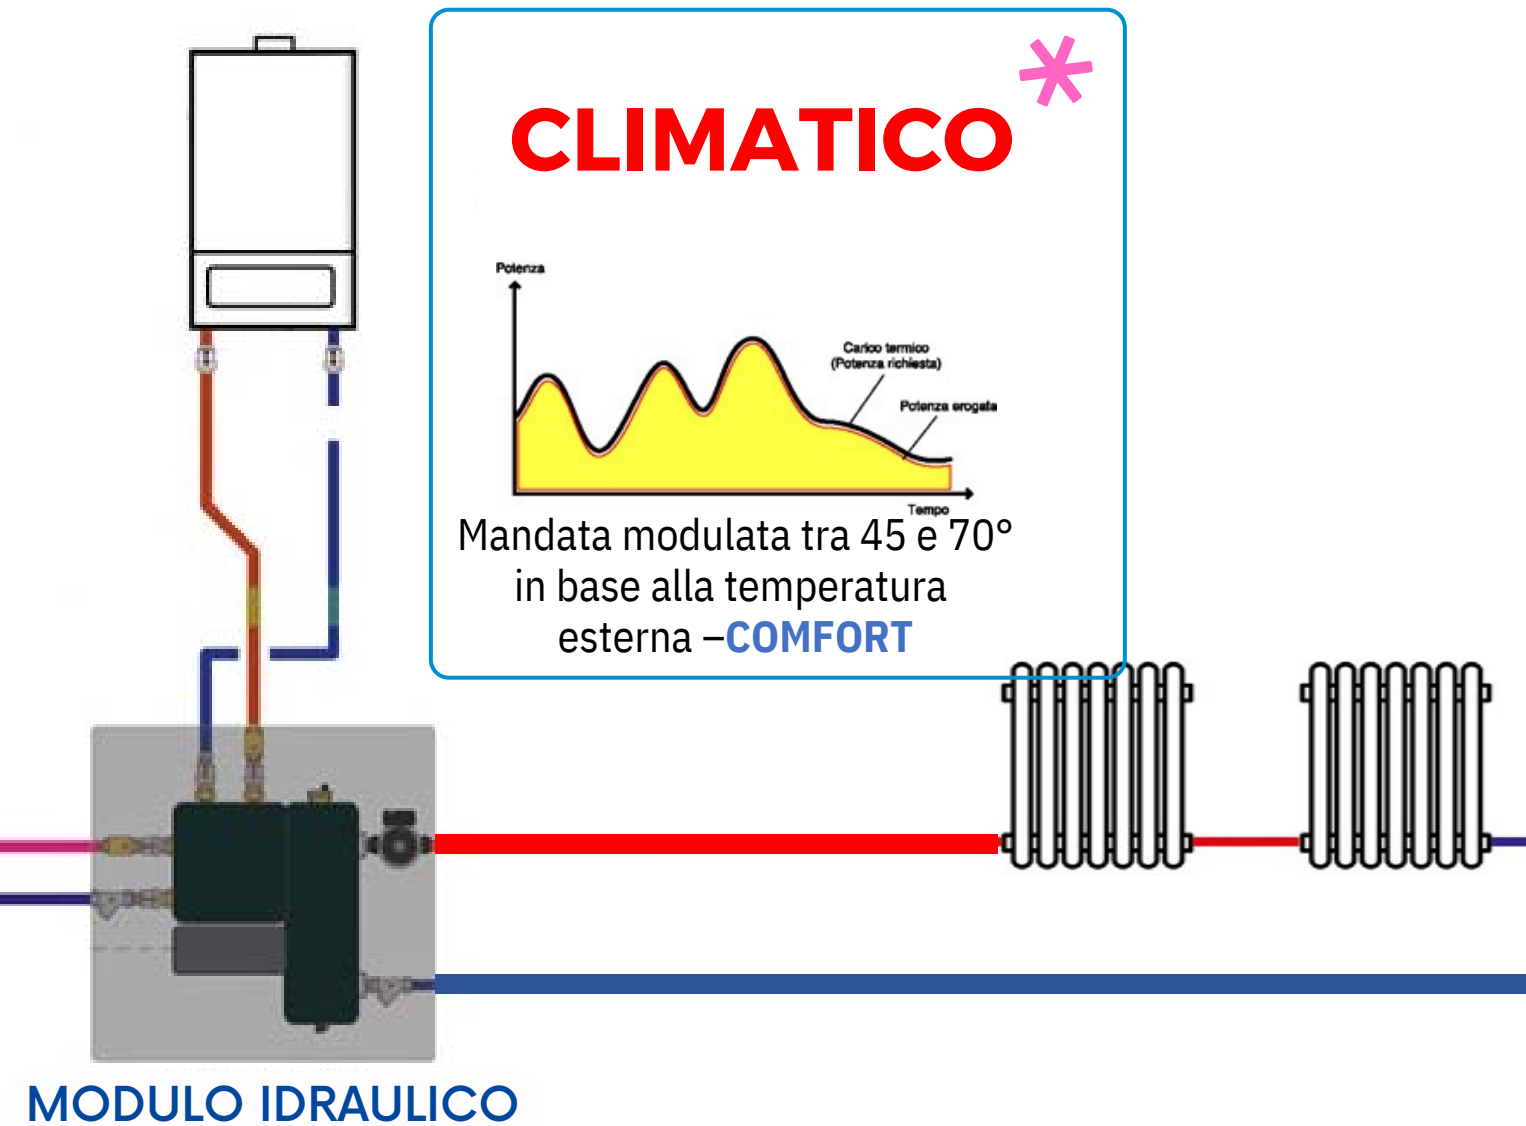 CLIMATICO
Potenza
Carico termico
(Potenza richiesta)
Potenza erogata
Tempo
Mandata modulata tra 45 e 70°
in base alla temperatura
esterna –COMFORT
MODULO IDRAULICO